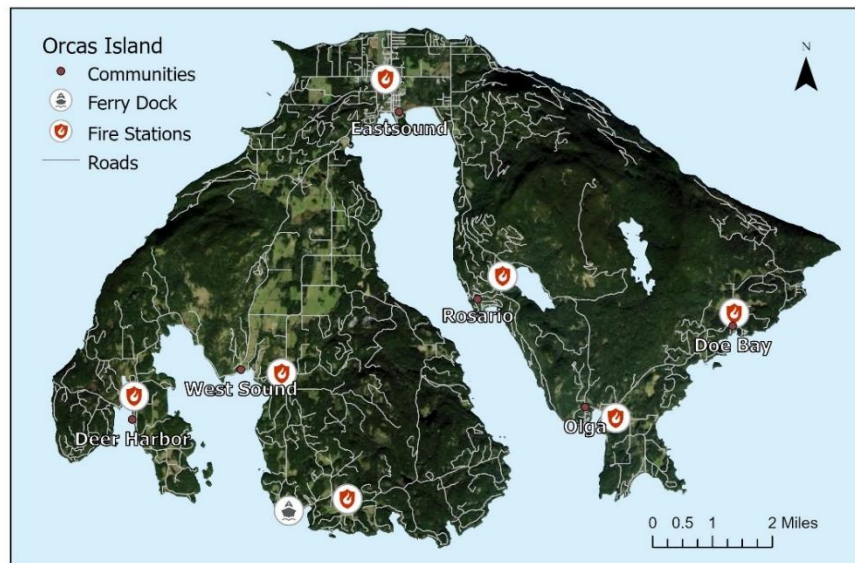 Orcas Island
Communities
Ferry Dock
Fire Stations
Roads
N
Eastsound
Rosario
Doe Bay
West Sound
Olga
Deer Harbor
0 0.5 1 2 Miles